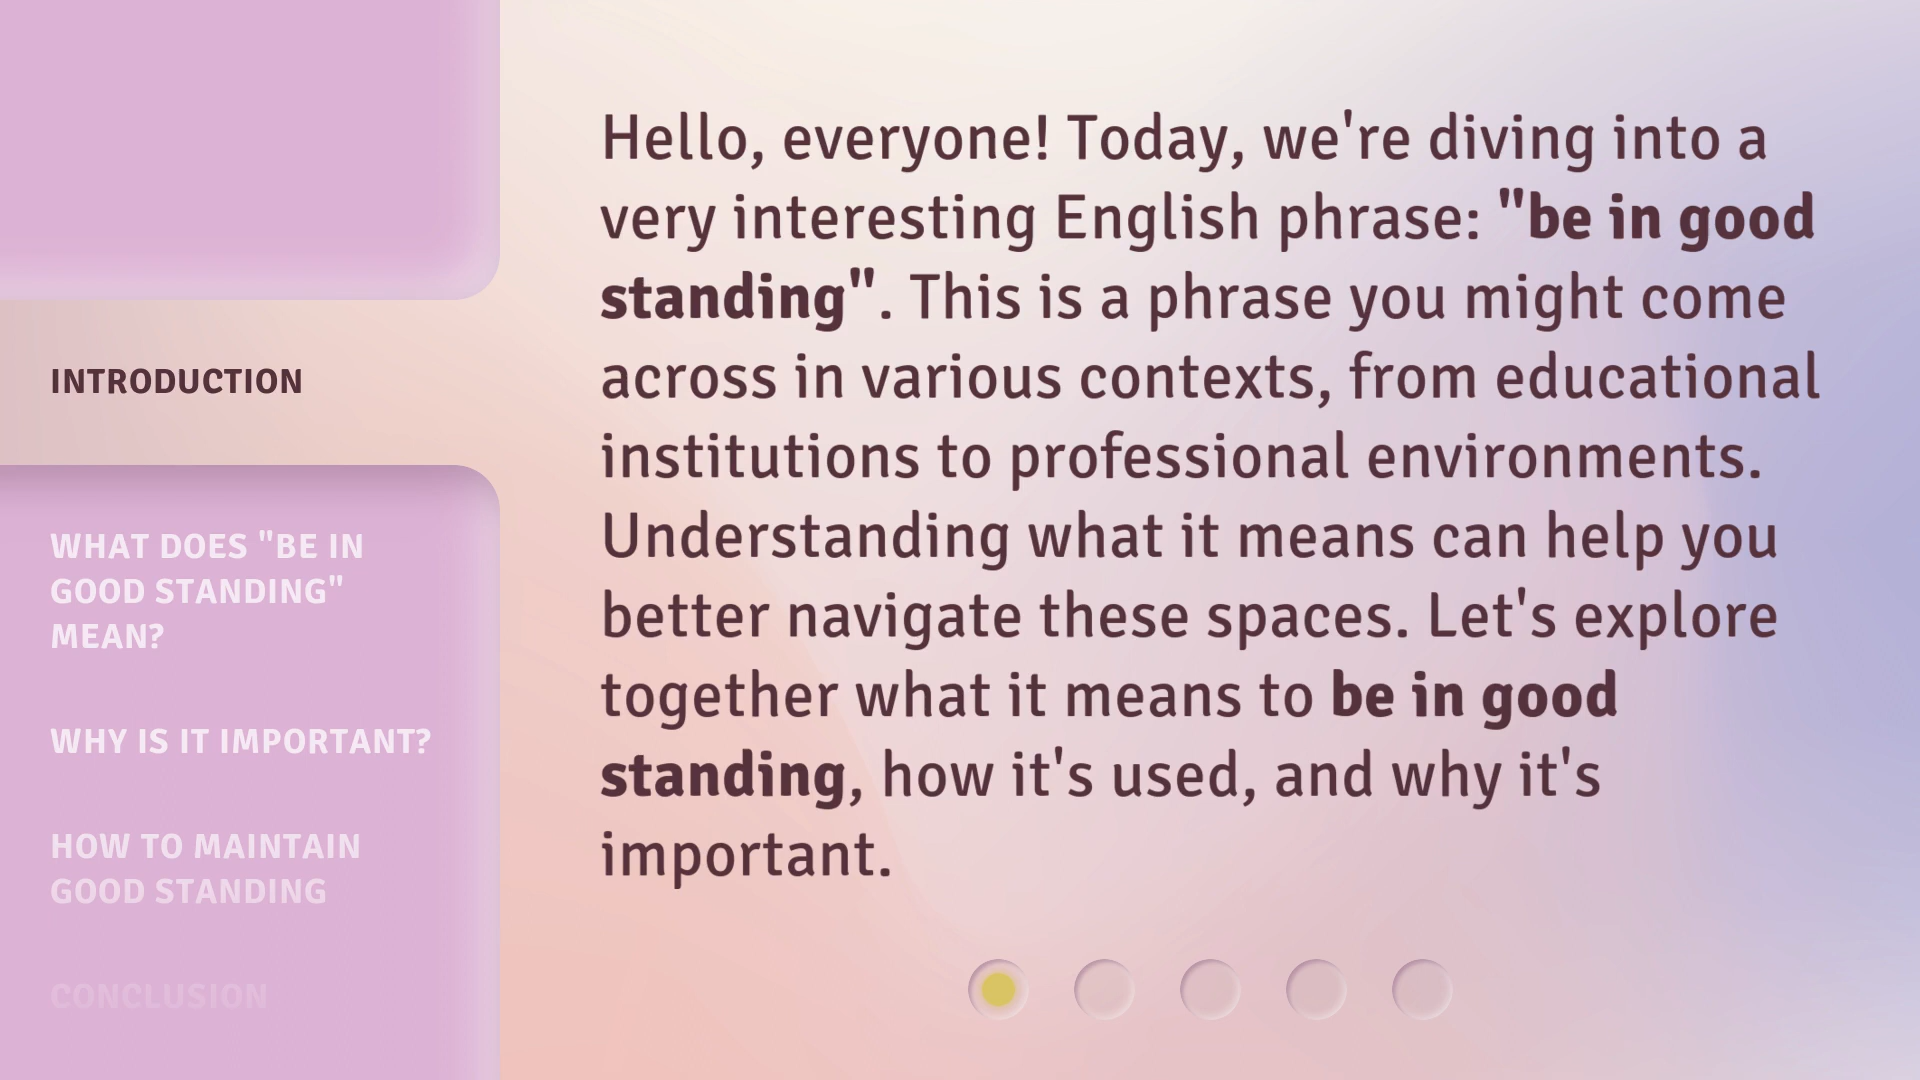 INTRODUCTION
WHAT DOES "BE IN
GOOD STANDING"
MEAN?
WHY IS IT IMPORTANT?
HOW TO MAINTAIN
GOOD STANDING
CONCLUSION
Hello, everyone! Today, we're diving into a
very interesting English phrase: "be in good
standing". This is a phrase you might come
across in various contexts, from educational
institutions to professional environments.
Understanding what it means can help you
better navigate these spaces. Let's explore
together what it means to be in good
standing, how it's used, and why it's
important.